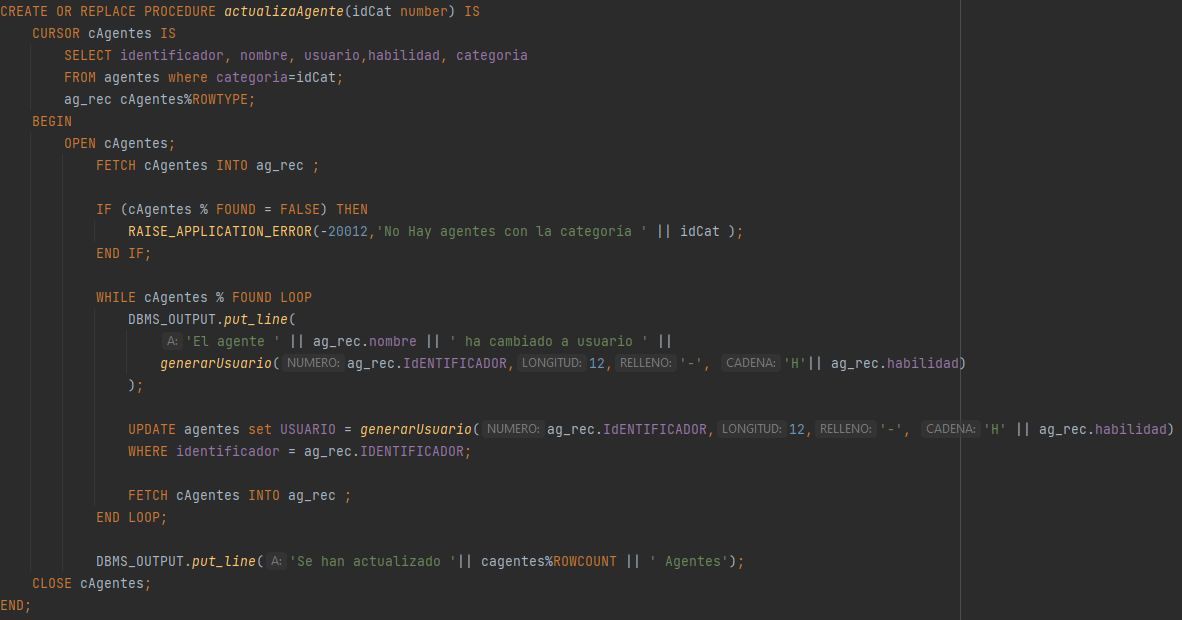 CREATE OR REPLACE PROCEDURE actualizaAgente(idCat number) IS
CURSOR cAgentes IS
SELECT identificador, nombre, usuario,habilidad, categoria
FROM agentes where categoria=idCat;
ag_rec cAgentes%ROWTYPE;
BEGIN
OPEN cAgentes;
FETCH cAgentes INTO ag_rec ;
IF (cAgentes % FOUND = FALSE) THEN
RAISE_APPLICATION_ERROR(-20012,'No Hay agentes con la categoria ' || idCat );
END IF;
WHILE cAgentes % FOUND LOOP
DBMS_OUTPUT.put_line(
A: 'El agente ' || ag_rec.nombre || ' ha cambiado a usuario ' ||
generarUsuario( NUMERO: ag_rec.IdENTIFICADOR, LONGITUD: 12, RELLENO: '-', CADENA: 'H'|| ag_rec.habilidad)
);
UPDATE agentes set USUARIO = generarUsuario( NUMERO: ag_rec.IdENTIFICADOR, LONGITUD: 12, RELLENO: '-', CADENA: 'H' || ag_rec.habilidad)
WHERE identificador = ag_rec.IDENTIFICADOR;
FETCH cAgentes INTO ag_rec ;
END LOOP;
DBMS_OUTPUT.put_line( A: 'Se han actualizado '|| cagentes%ROWCOUNT || ' Agentes');
CLOSE cAgentes;
END;